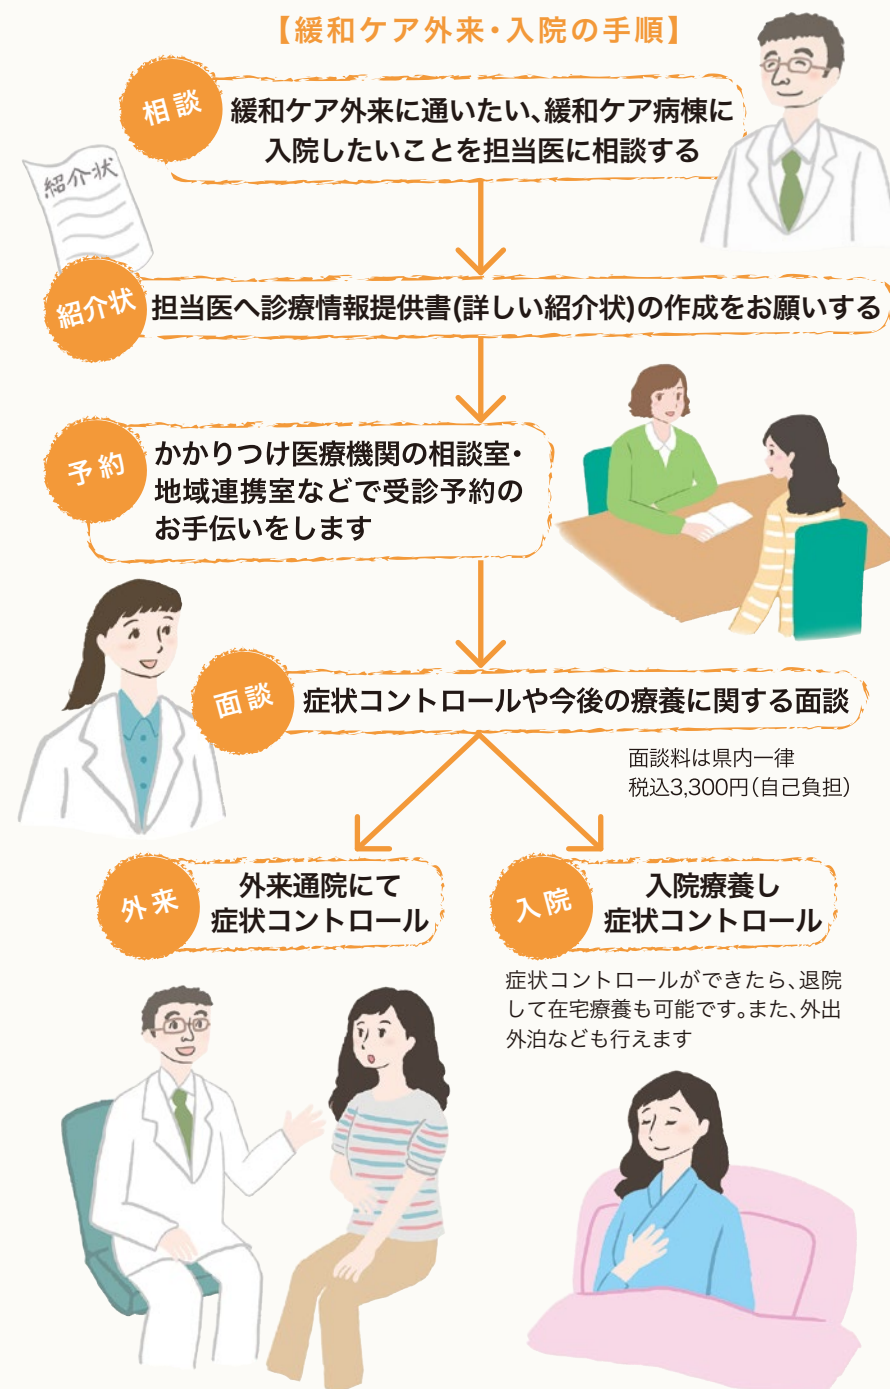 【緩和ケア外来・入院の手順】
相談
緩和ケア外来に通いたい、緩和ケア病棟に
入院したいことを担当医に相談する
紹介状
紹介状
担当医へ診療情報提供書(詳しい紹介状)の作成をお願いする
予約
かかりつけ医療機関の相談室・
地域連携室などで受診予約の
お手伝いをします
面談
症状コントロールや今後の療養に関する面談
面談料は県内一律
税込3,300円(自己負担)
外来
外来通院にて
症状コントロール
入院
入院療養し
症状コントロール
症状コントロールができたら、退院
して在宅療養も可能です。また、外出
外泊なども行えます